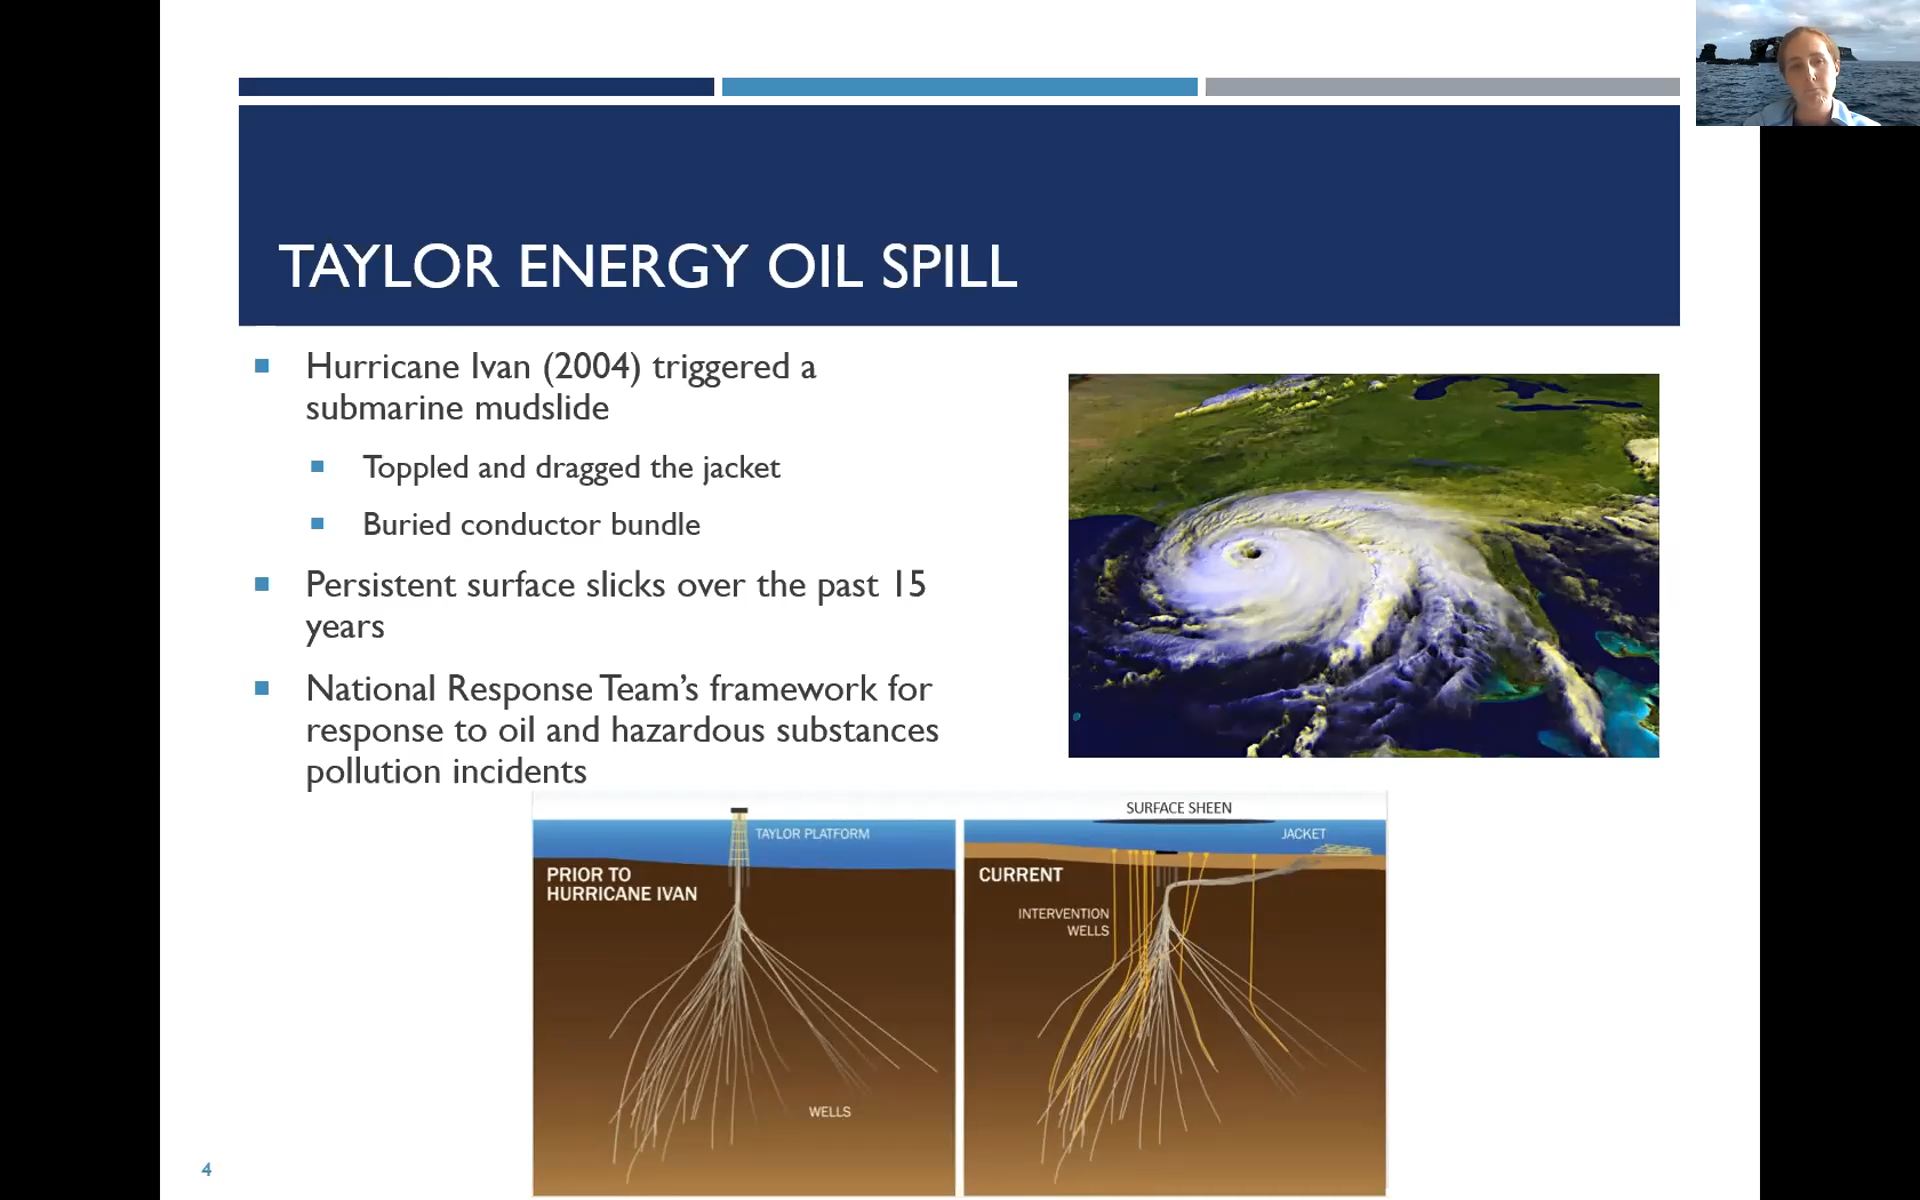 TAYLOR ENERGY OIL SPILL
Hurricane Ivan (2004) triggered a
submarine mudslide
Toppled and dragged the jacket
Buried conductor bundle
Persistent surface slicks over the past 15
years
National Response Team's framework for
response to oil and hazardous substances
pollution incidents
TAYLOR PLATFORM
PRIOR TO
HURRICANE IVAN
WELLS
SURFACE SHEEN
JACKET
CURRENT
INTERVENTION
WELLS
4